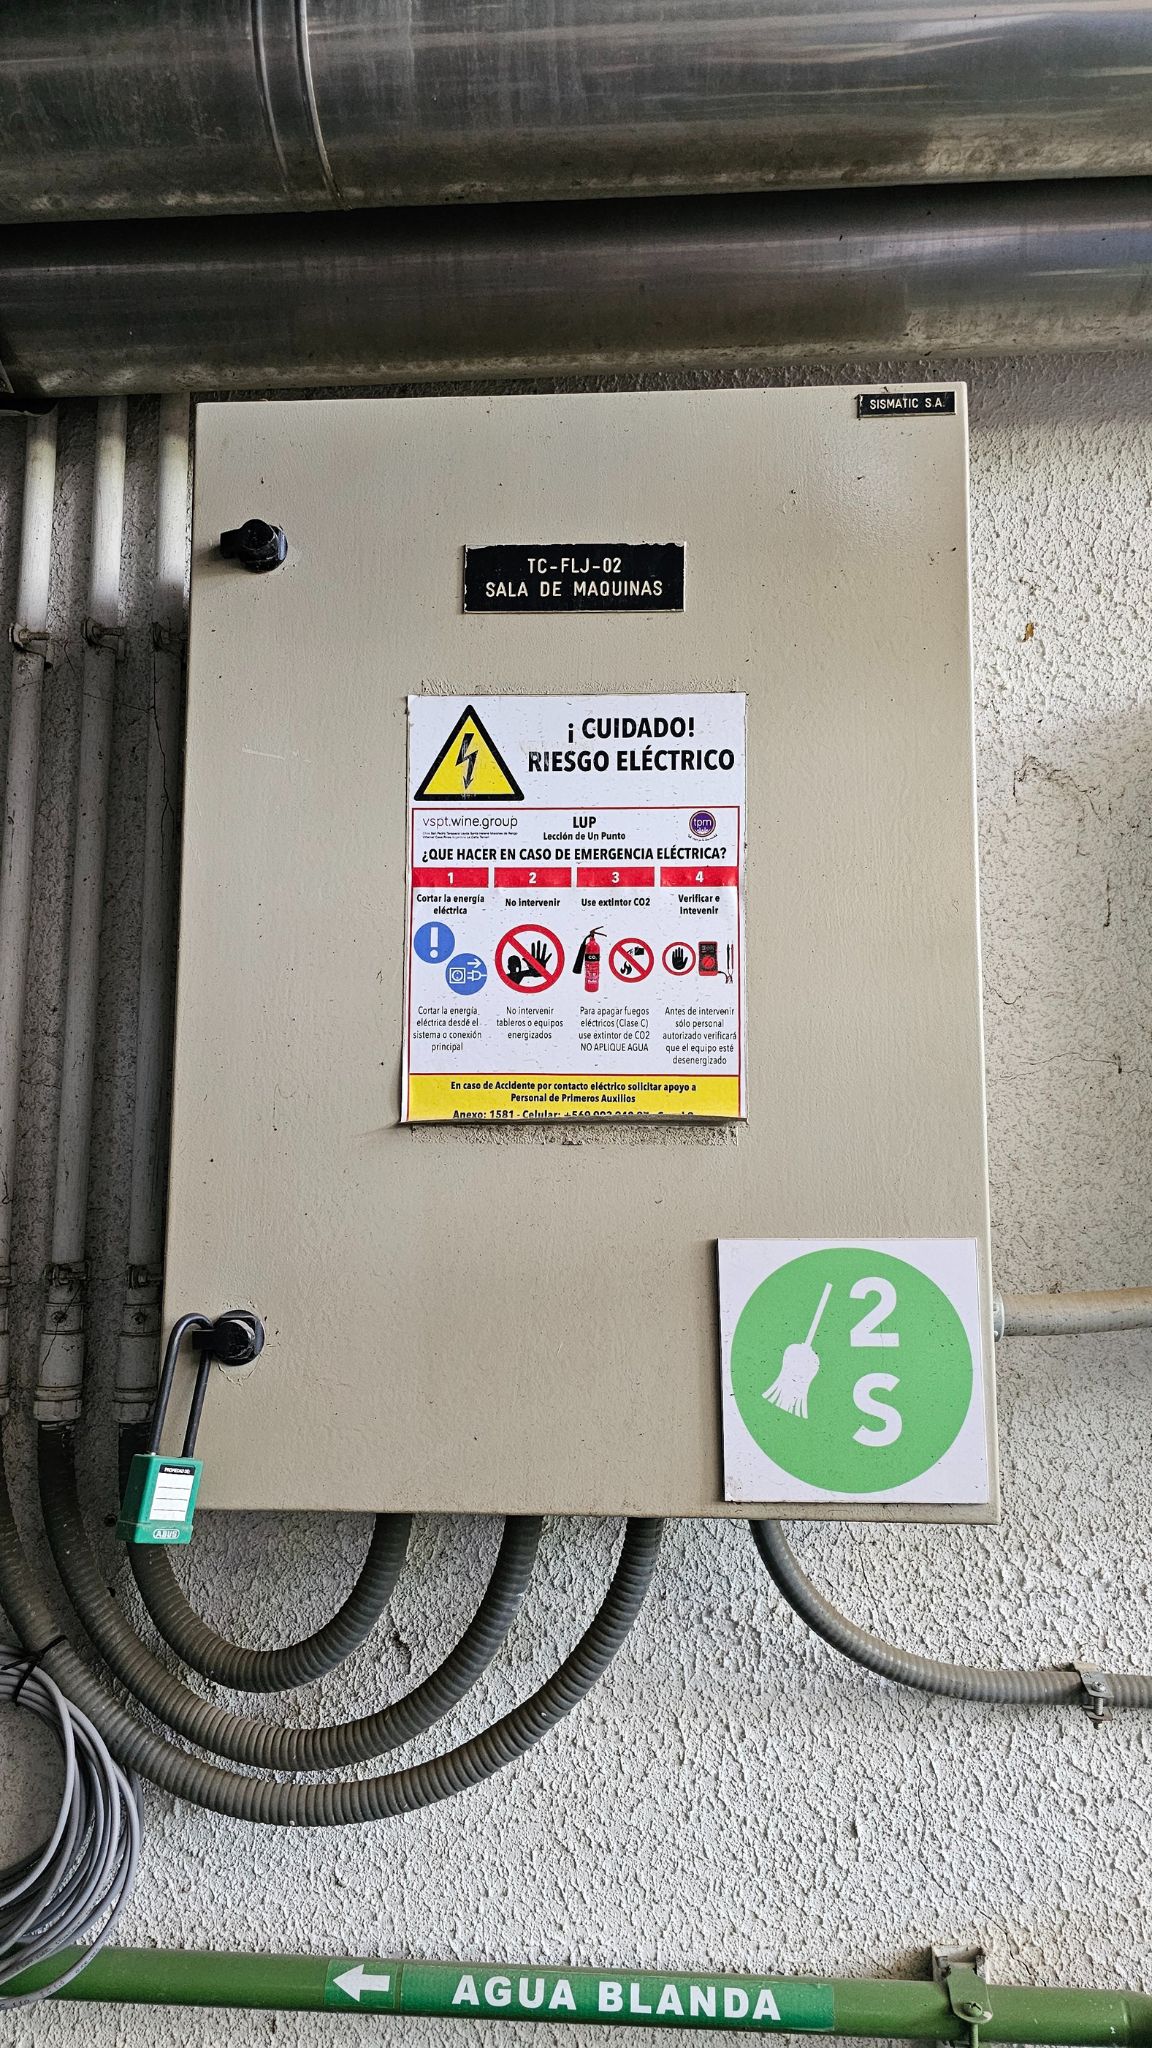 SISMATIC S.A.
TC-FLJ-02
SALA DE MAQUINAS
¡ CUIDADO!
RIESGO ELÉCTRICO
vspt.wine.group
LUP
Lección de Un Punto
tpm
¿QUE HACER EN CASO DE EMERGENCIA ELÉCTRICA?
1
Cortar la energía
eléctrica
Cortar la energía
eléctrica desde el
sistema o conexión
principal
2
No intervenir
No intervenir
tableros o equipos
energizados
3
Use extintor CO2
CO2
Para apagar fuegos
eléctricos (Clase C)
use extintor de CO2
NO APLIQUE AGUA
4
Verificar e
Intevenir
Antes de intervenir
sólo personal
autorizado verificará
que el equipo esté
desenergizado
En caso de Accidente por contacto eléctrico solicitar apoyo a
Personal de Primeros Auxilios
Anexo: 1581 - Celular:
2
S
PROPIEDAD DE:
ABUS
AGUA BLANDA